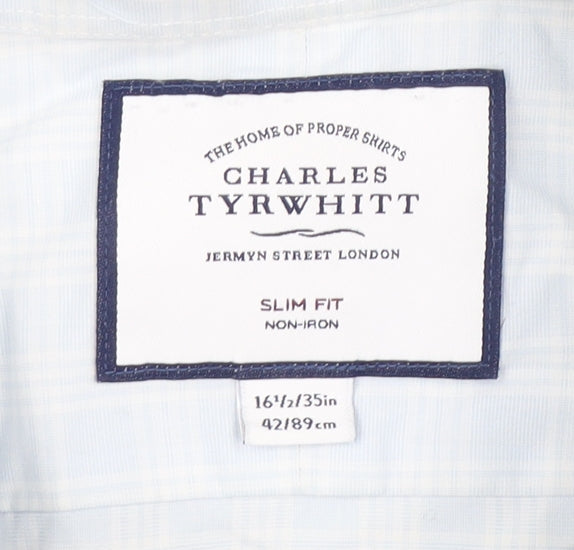 THE HOME OF PROPER SHIRTS
CHARLES
TYRWHITT
JERMYN STREET LONDON
SLIM FIT
NON-IRON
16½/35in
42/89cm